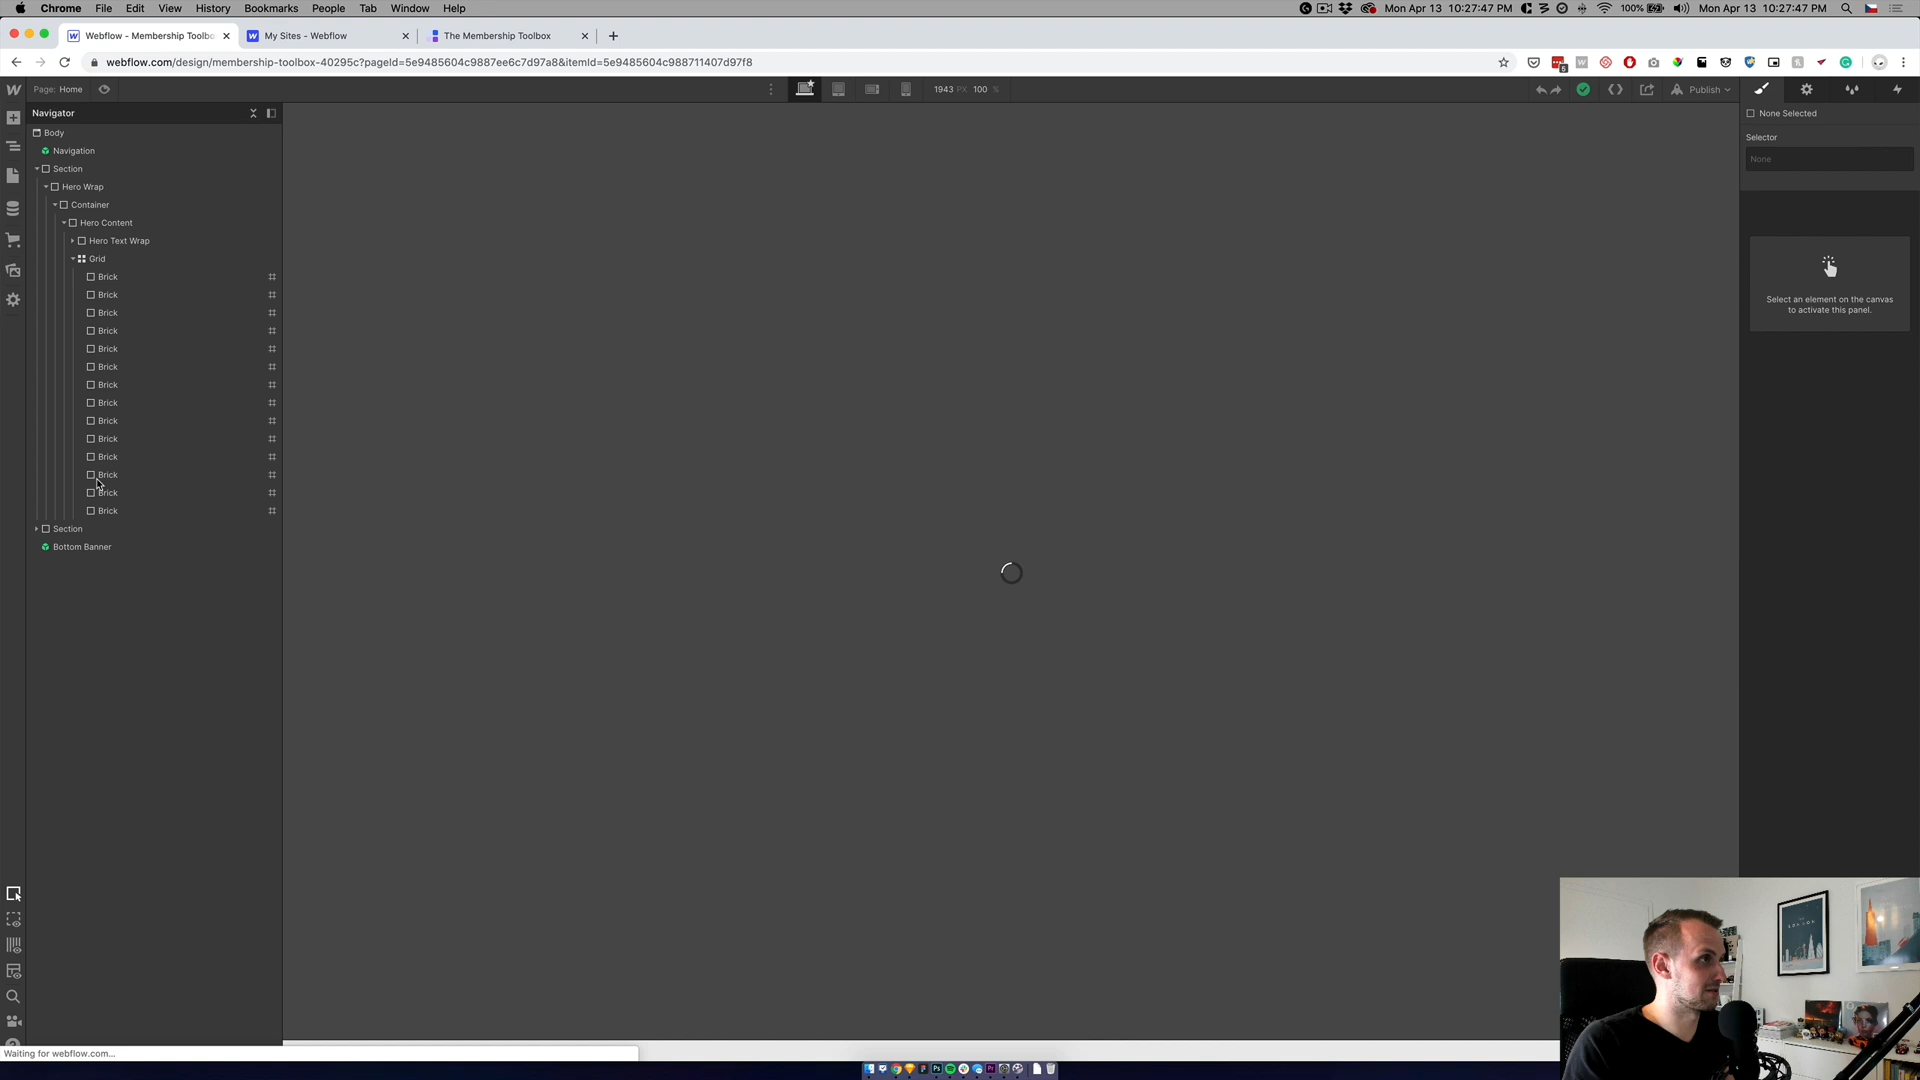 Chrome File Edit View History Bookmarks People Tab Window Help
Mon Apr 13 10:27:47 PM 100% Mon Apr 13 10:27:47 PM
Webflow - Membership Toolbo
My Sites - Webflow
The Membership Toolbox
webflow.com/design/membership-toolbox-40295c?pageId=5e9485604c9887ee6c7d97a8&itemId=5e9485604c988711407d97f8
Page: Home
1943 PX 100 %
Publish
Navigator
None Selected
Body
Selector
Navigation
None
Section
Hero Wrap
Container
Hero Content
Hero Text Wrap
Grid
Brick
Brick
Brick
Brick
Brick
Brick
Brick
Brick
Brick
Brick
Brick
Brick
Brick
Brick
Section
Bottom Banner
Select an element on the canvas
to activate this panel.
Waiting for webflow.com...